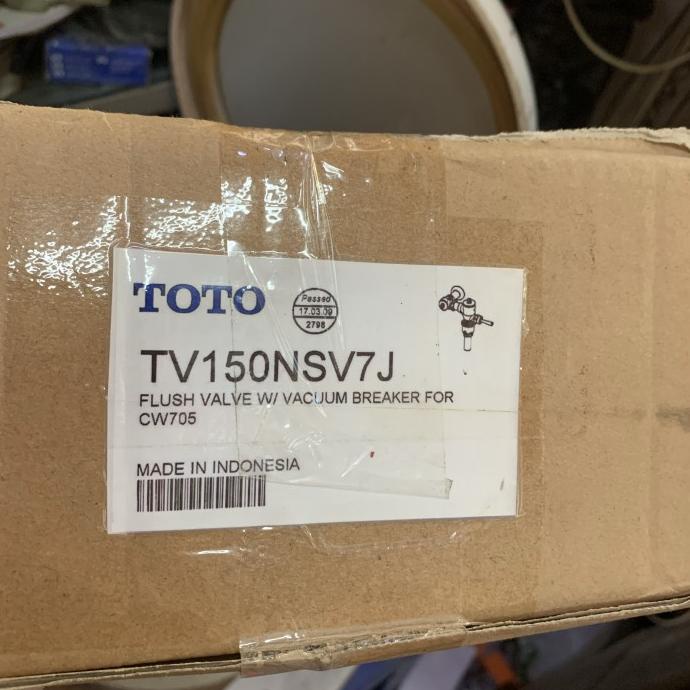 TOTO
Passed
17.03.09
2798
TV150NSV7J
FLUSH VALVE W/ VACUUM BREAKER FOR
CW705
MADE IN INDONESIA